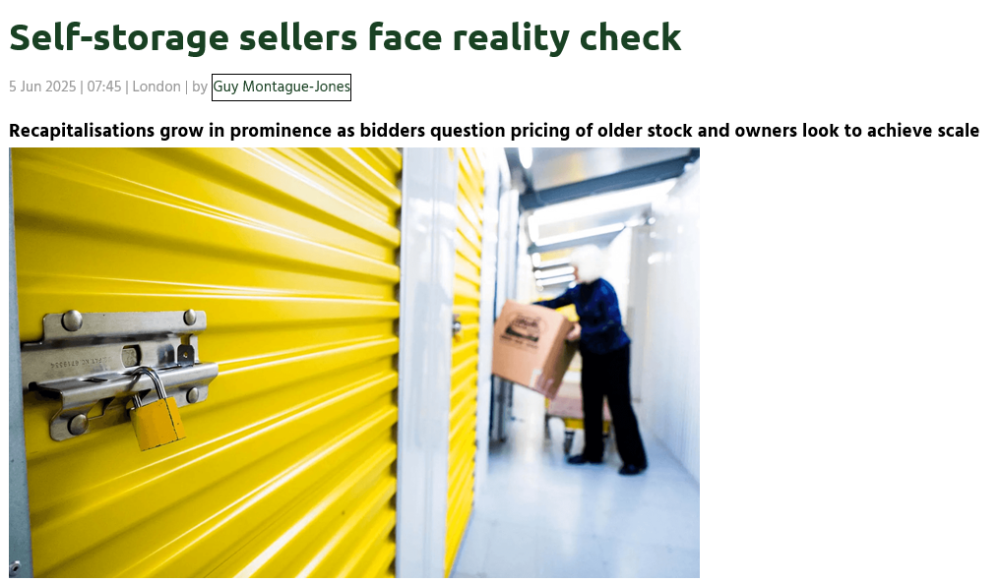 Self-storage sellers face reality check
5 Jun 2025 | 07:45 | London | by Guy Montague-Jones
Recapitalisations grow in prominence as bidders question pricing of older stock and owners look to achieve scale